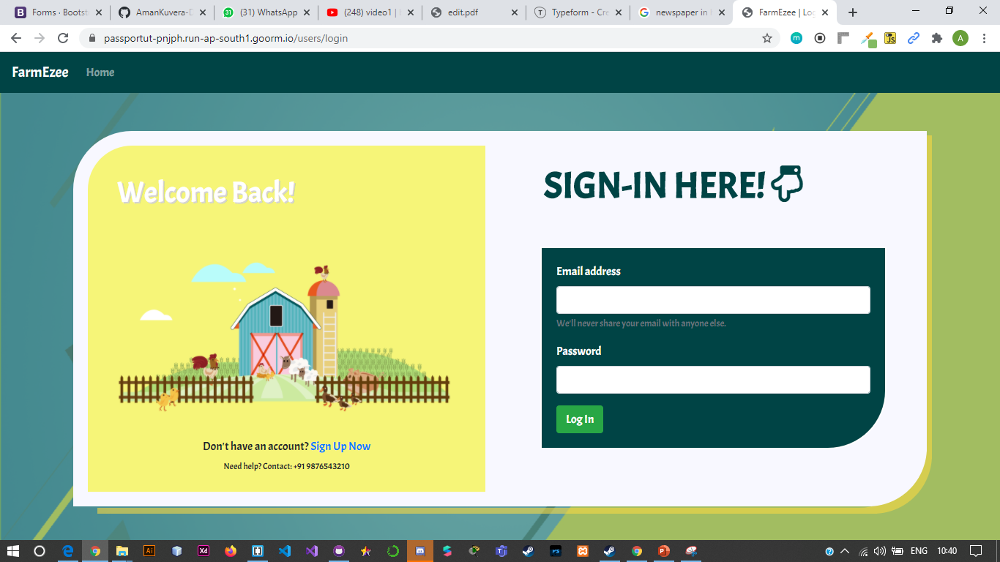 Forms · Bootst
AmanKuvera-D
(31) WhatsApp
(248) video1 |
edit.pdf
Typeform - Cre
newspaper in
FarmEzee | Log
passportut-pnjph.run-ap-south1.goorm.io/users/login
FarmEzee
Home
Welcome Back!
Don't have an account? Sign Up Now
Need help? Contact: +91 9876543210
SIGN-IN HERE!
Email address
We'll never share your email with anyone else.
Password
Log In
ENG
10:40